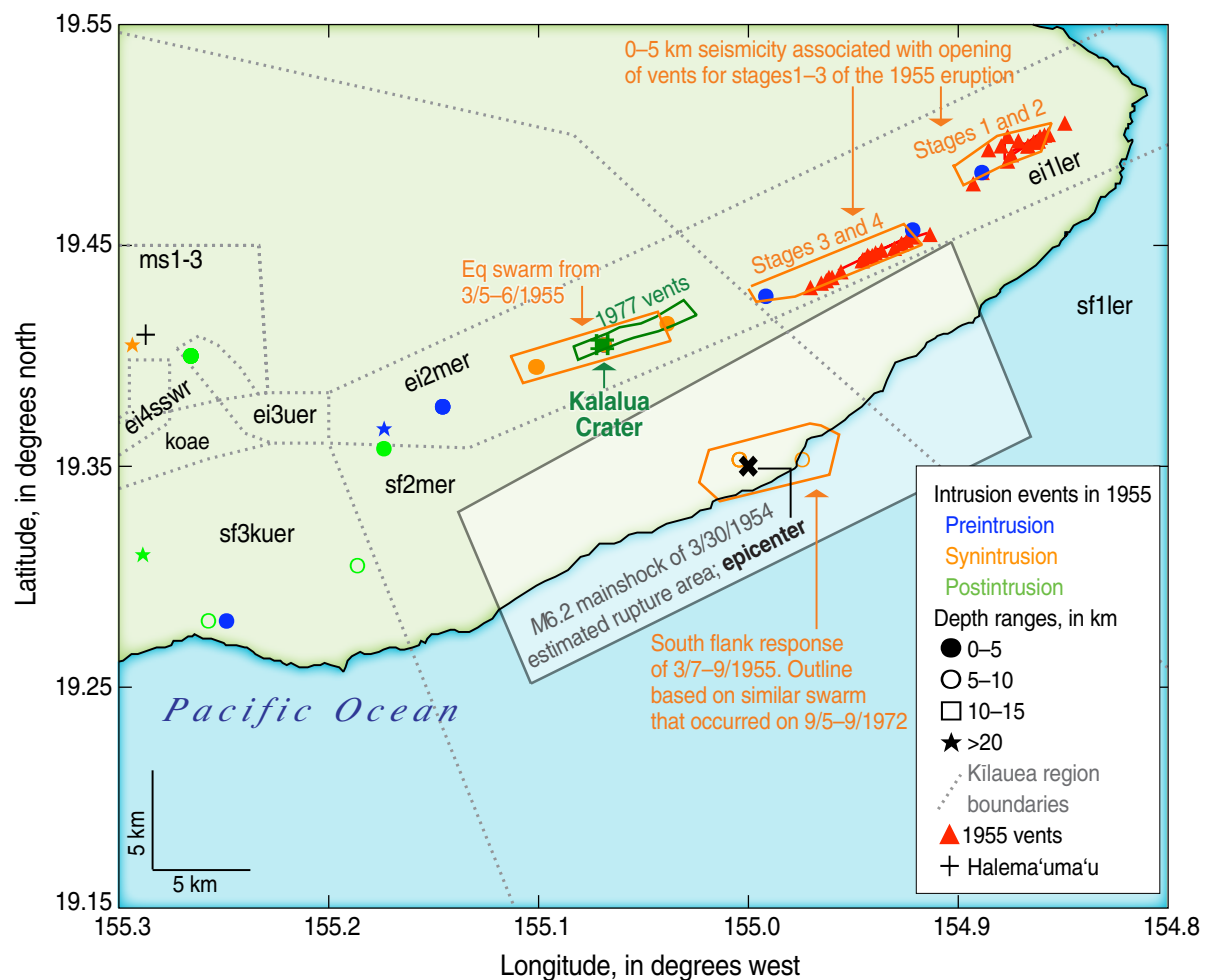 19.55
19.45
19.35
19.25
19.15
Latitude, in degrees north
155.3
155.2
155.1
155.0
154.9
154.8
Longitude, in degrees west
0–5 km seismicity associated with opening
of vents for stages1–3 of the 1955 eruption
Stages 1 and 2
ei1ler
Stages 3 and 4
ms1-3
Eq swarm from
3/5–6/1955
1977 vents
sf1ler
ei2mer
Kalalua
Crater
ei4sswr
koae
ei3uer
sf2mer
sf3kuer
M6.2 mainshock of 3/30/1954
estimated rupture area; epicenter
South flank response
of 3/7–9/1955. Outline
based on similar swarm
that occurred on 9/5–9/1972
Pacific Ocean
5 km
5 km
Intrusion events in 1955
Preintrusion
Synintrusion
Postintrusion
Depth ranges, in km
0–5
5–10
10–15
>20
Kīlauea region
boundaries
1955 vents
Halemaʻumaʻu